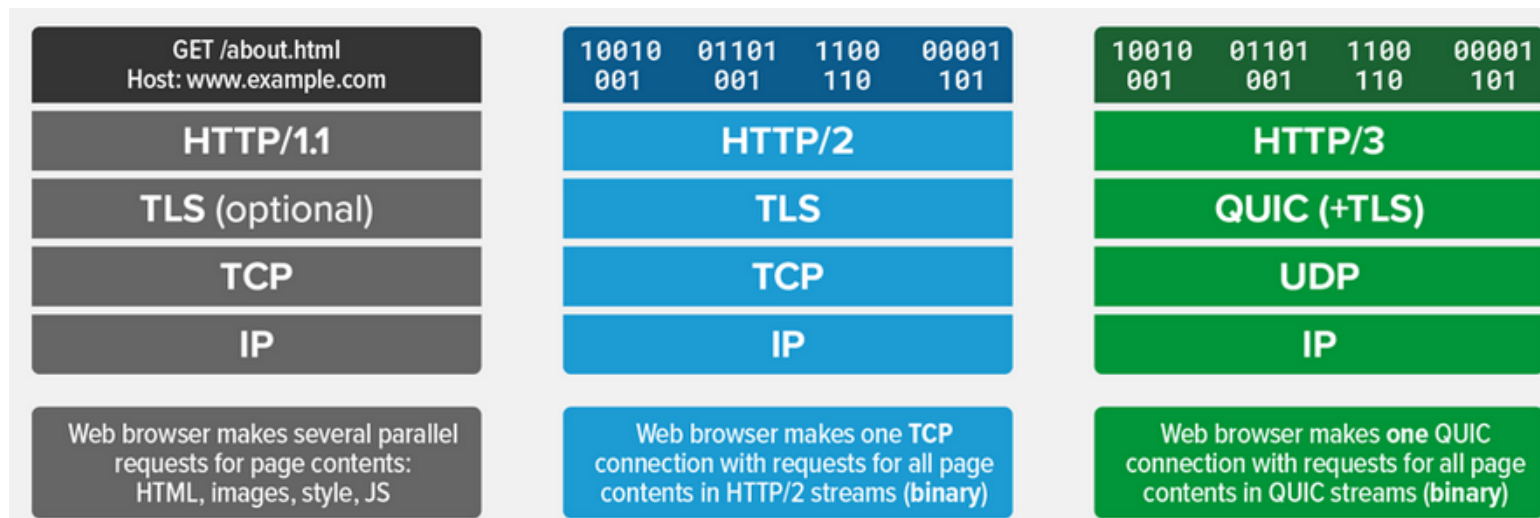 GET /about.html
Host: www.example.com
HTTP/1.1
TLS (optional)
TCP
IP
Web browser makes several parallel
requests for page contents:
HTML, images, style, JS
10010 01101 1100 00001
001 001 110 101
HTTP/2
TLS
TCP
IP
Web browser makes one TCP
connection with requests for all page
contents in HTTP/2 streams (binary)
10010 01101 1100 00001
001 001 110 101
HTTP/3
QUIC (+TLS)
UDP
IP
Web browser makes one QUIC
connection with requests for all page
contents in QUIC streams (binary)